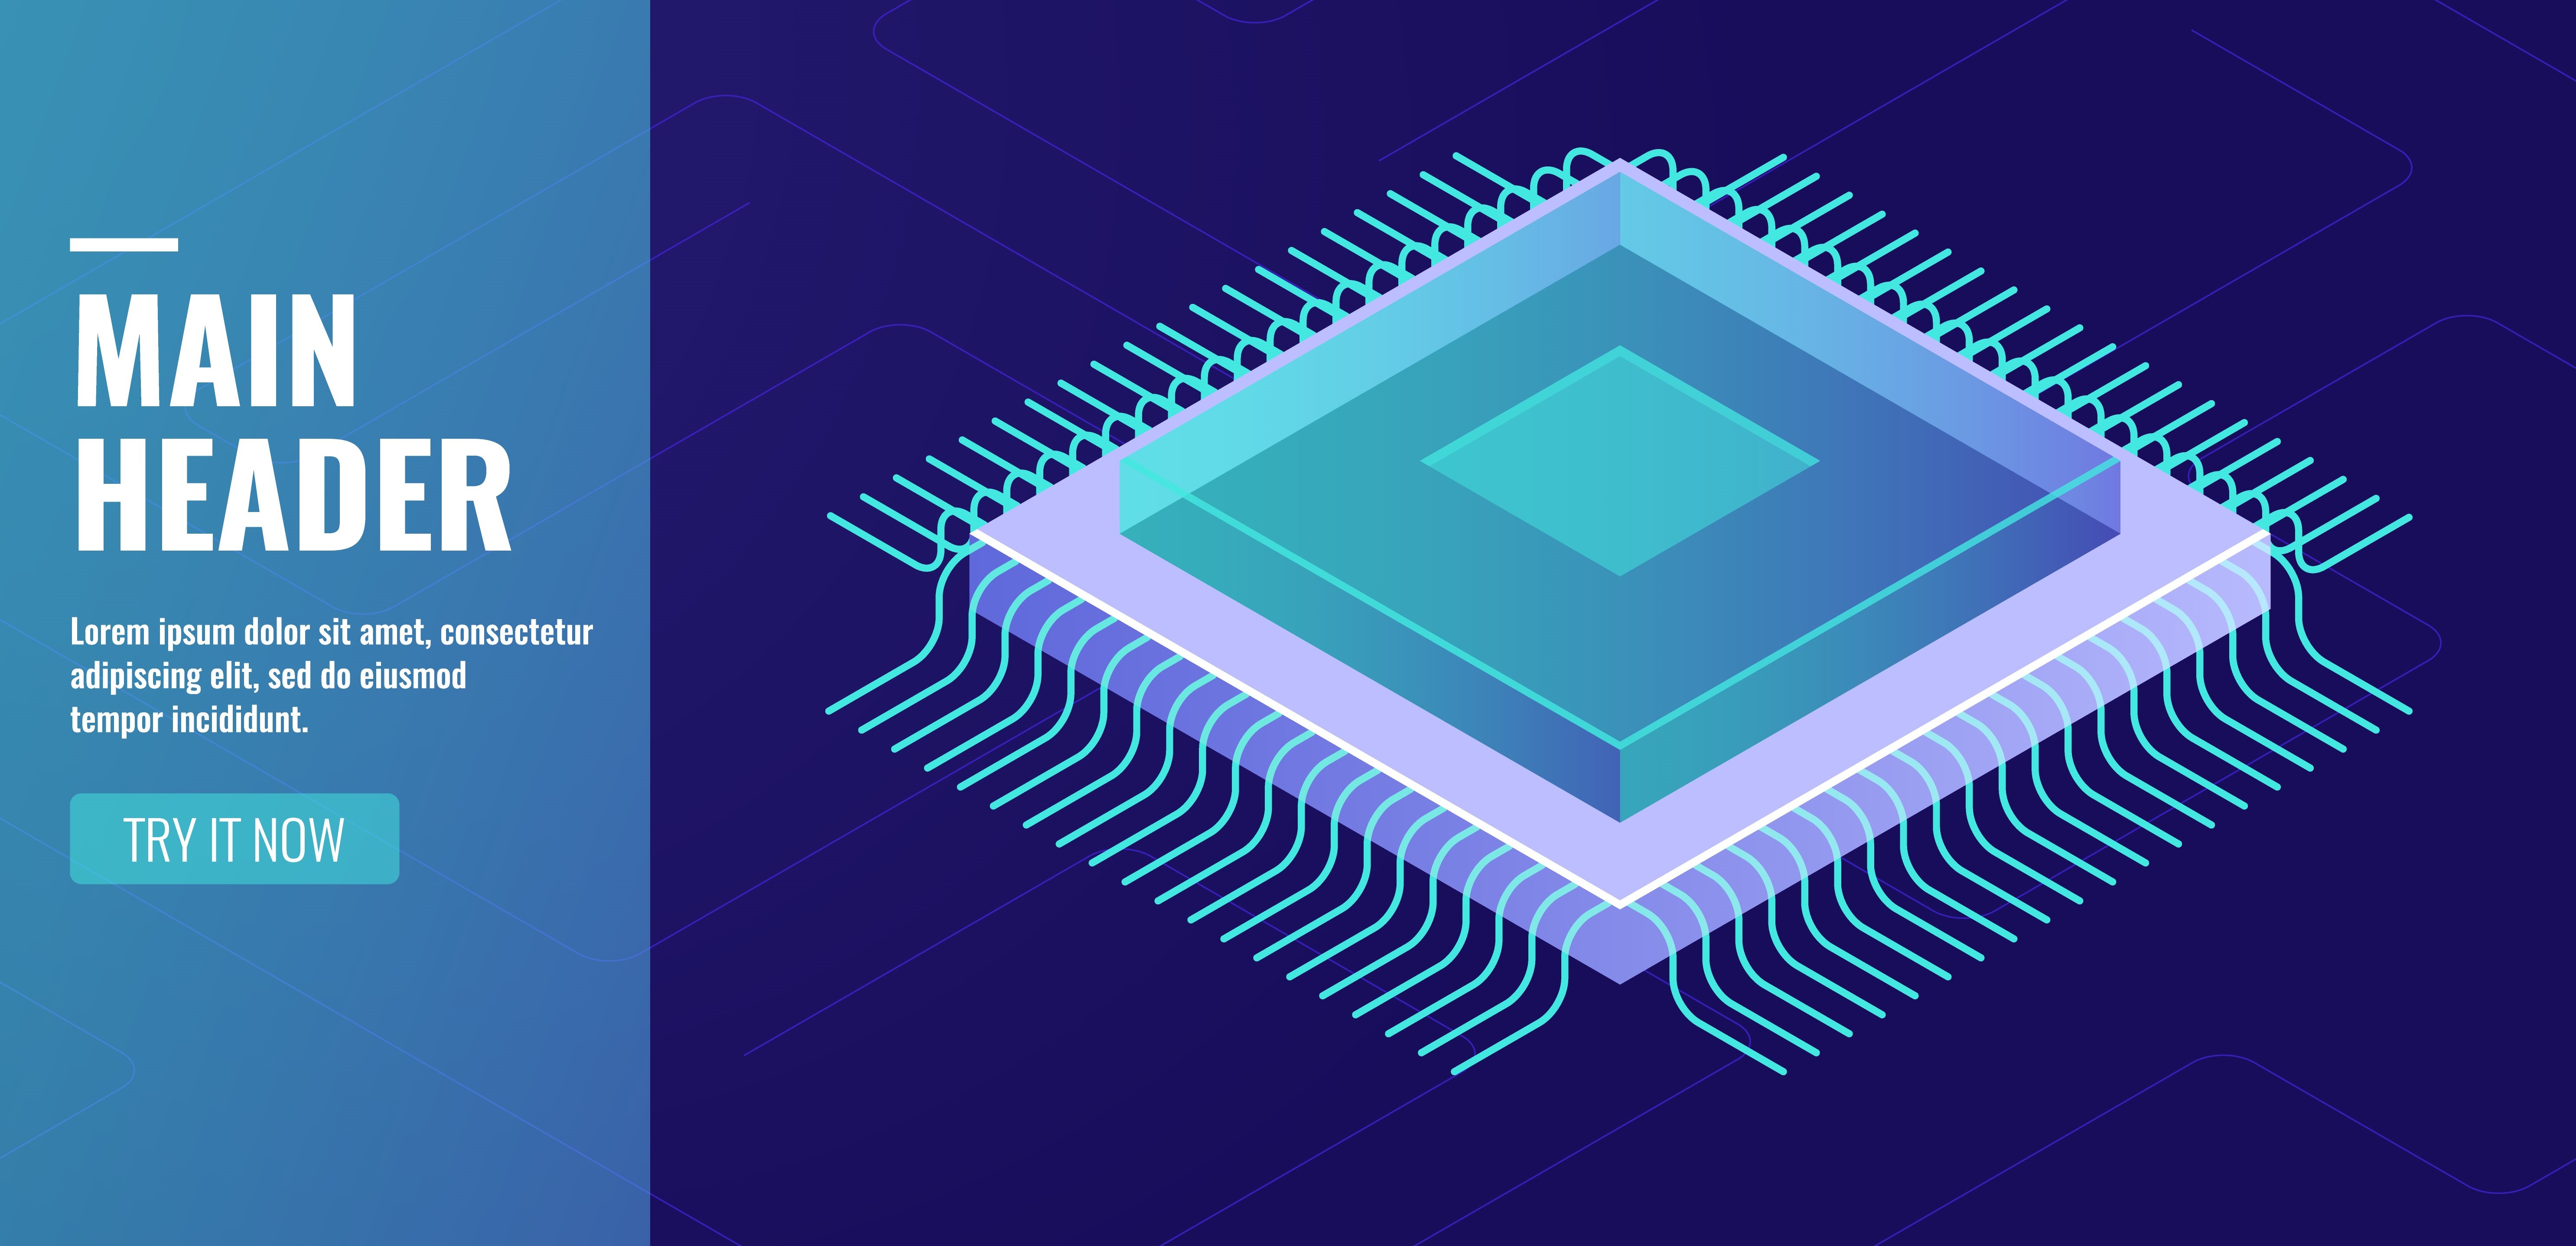 MAIN
HEADER
Lorem ipsum dolor sit amet, consectetur
adipiscing elit, sed do eiusmod
tempor incididunt.
TRY IT NOW